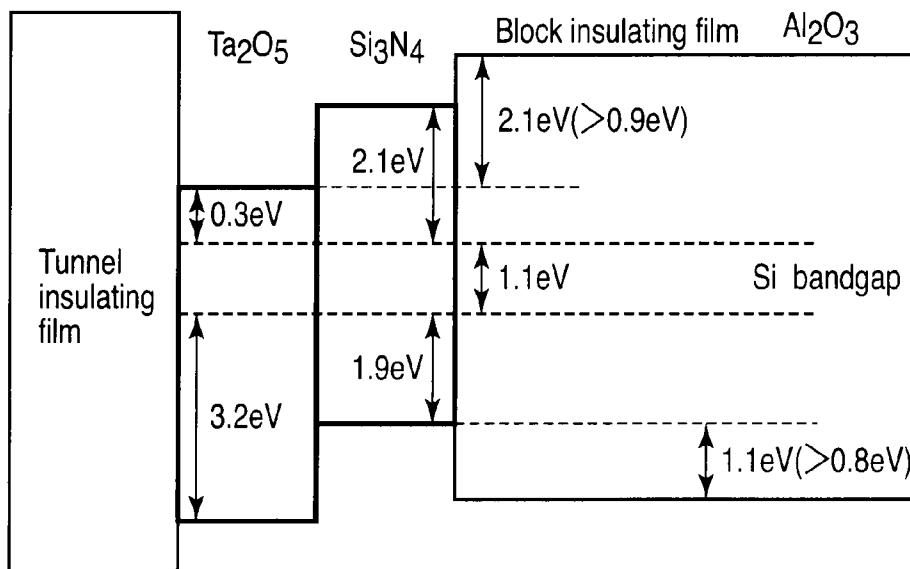 Ta₂O₅
Si₃N₄
Block insulating film Al₂O₃
2.1eV(>0.9eV)
2.1eV
0.3eV
Tunnel
insulating
film
1.1eV
Si bandgap
1.9eV
3.2eV
1.1eV(>0.8eV)